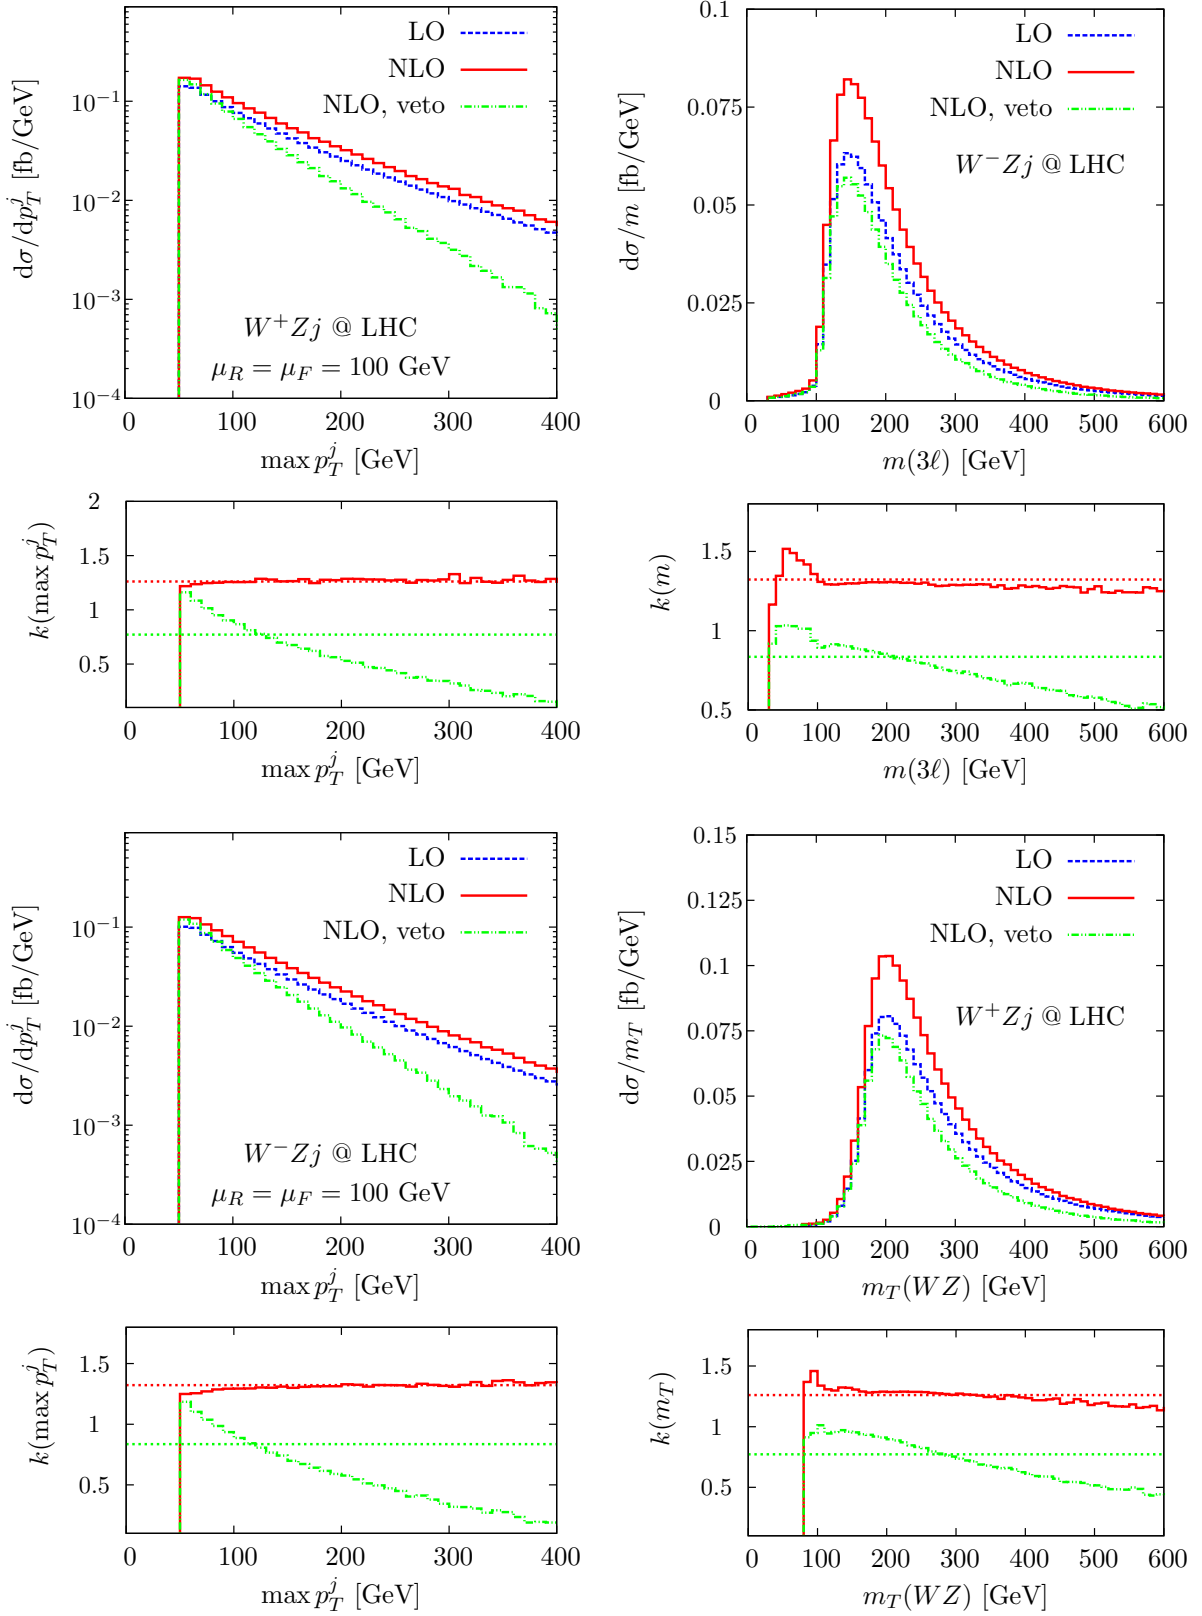 LO
NLO
NLO, veto
dσ/dp_T^j [fb/GeV]
10^−1
10^−2
10^−3
10^−4
W^+Zj @ LHC
μ_R = μ_F = 100 GeV
0 100 200 300 400
max p_T^j [GeV]
k(max p_T^j)
2
1.5
1
0.5
0 100 200 300 400
max p_T^j [GeV]
LO
NLO
NLO, veto
dσ/m [fb/GeV]
0.1
0.075
0.05
0.025
0
W^−Zj @ LHC
0 100 200 300 400 500 600
m(3ℓ) [GeV]
k(m)
1.5
1
0.5
0 100 200 300 400 500 600
m(3ℓ) [GeV]
LO
NLO
NLO, veto
dσ/dp_T^j [fb/GeV]
10^−1
10^−2
10^−3
10^−4
W^−Zj @ LHC
μ_R = μ_F = 100 GeV
0 100 200 300 400
max p_T^j [GeV]
k(max p_T^j)
1.5
1
0.5
0 100 200 300 400
max p_T^j [GeV]
LO
NLO
NLO, veto
dσ/m_T [fb/GeV]
0.15
0.125
0.1
0.075
0.05
0.025
0
W^+Zj @ LHC
0 100 200 300 400 500 600
m_T(WZ) [GeV]
k(m_T)
1.5
1
0.5
0 100 200 300 400 500 600
m_T(WZ) [GeV]